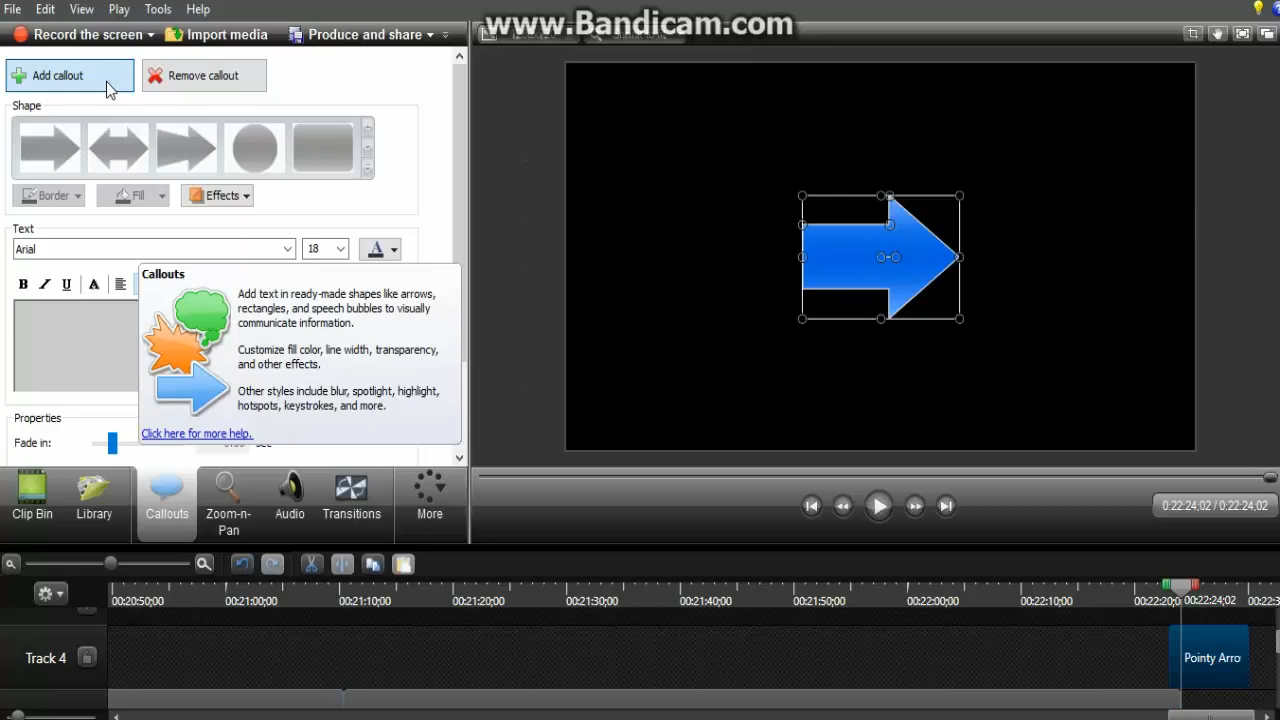 File Edit View Play Tools Help
www.Bandicam.com
Record the screen Import media Produce and share
Add callout Remove callout
Shape
Border Fill Effects
Text
Arial 18
Callouts
B I U A
Add text in ready-made shapes like arrows,
rectangles, and speech bubbles to visually
communicate information.
Customize fill color, line width, transparency,
and other effects.
Other styles include blur, spotlight, highlight,
hotspots, keystrokes, and more.
Click here for more help.
Properties
Fade in: sec
Clip Bin Library Callouts Zoom-n-Pan Audio Transitions More
0:22:24;02 / 0:22:24;02
00:20:50;00 00:21:00;00 00:21:10;00 00:21:20;00 00:21:30;00 00:21:40;00 00:21:50;00 00:22:00;00 00:22:10;00 00:22:20;0 00:22:24;02 00:22:3
Track 4 Pointy Arro